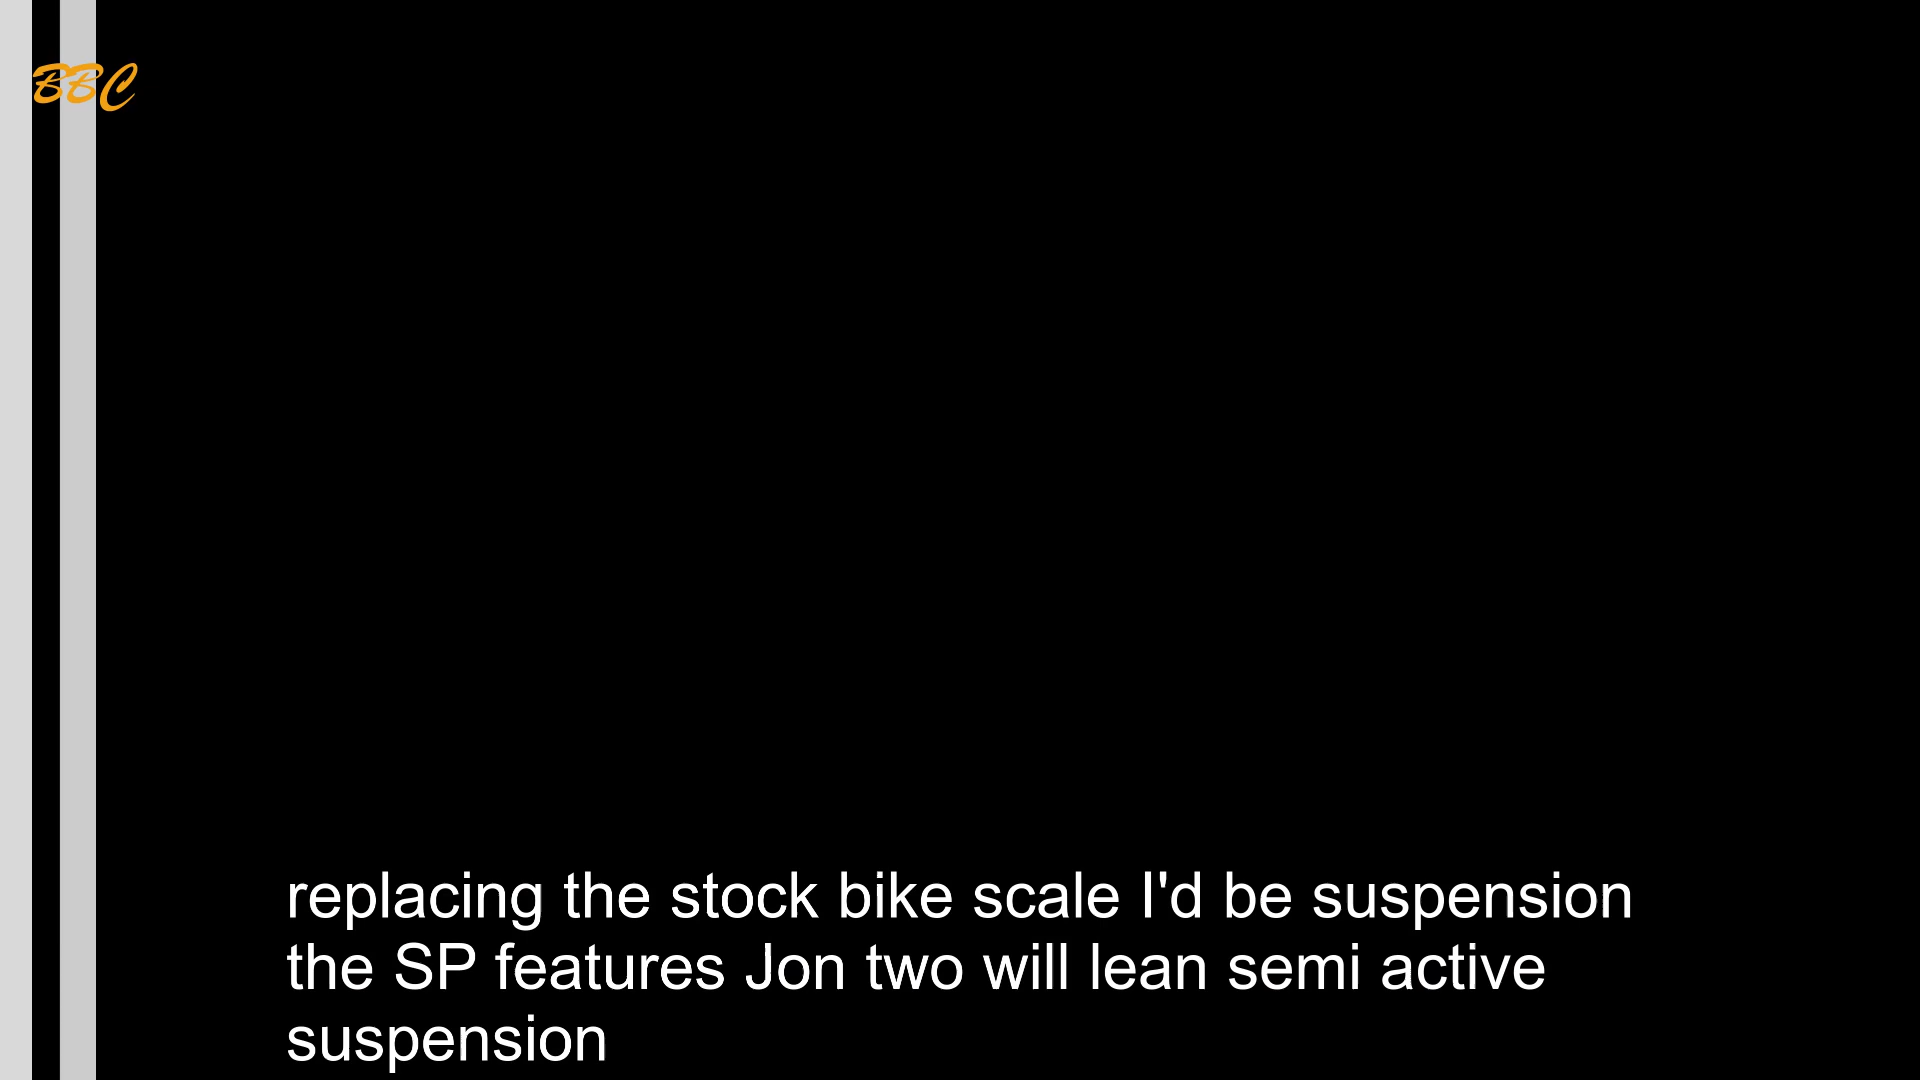 BBC
replacing the stock bike scale I'd be suspension
the SP features Jon two will lean semi active
suspension